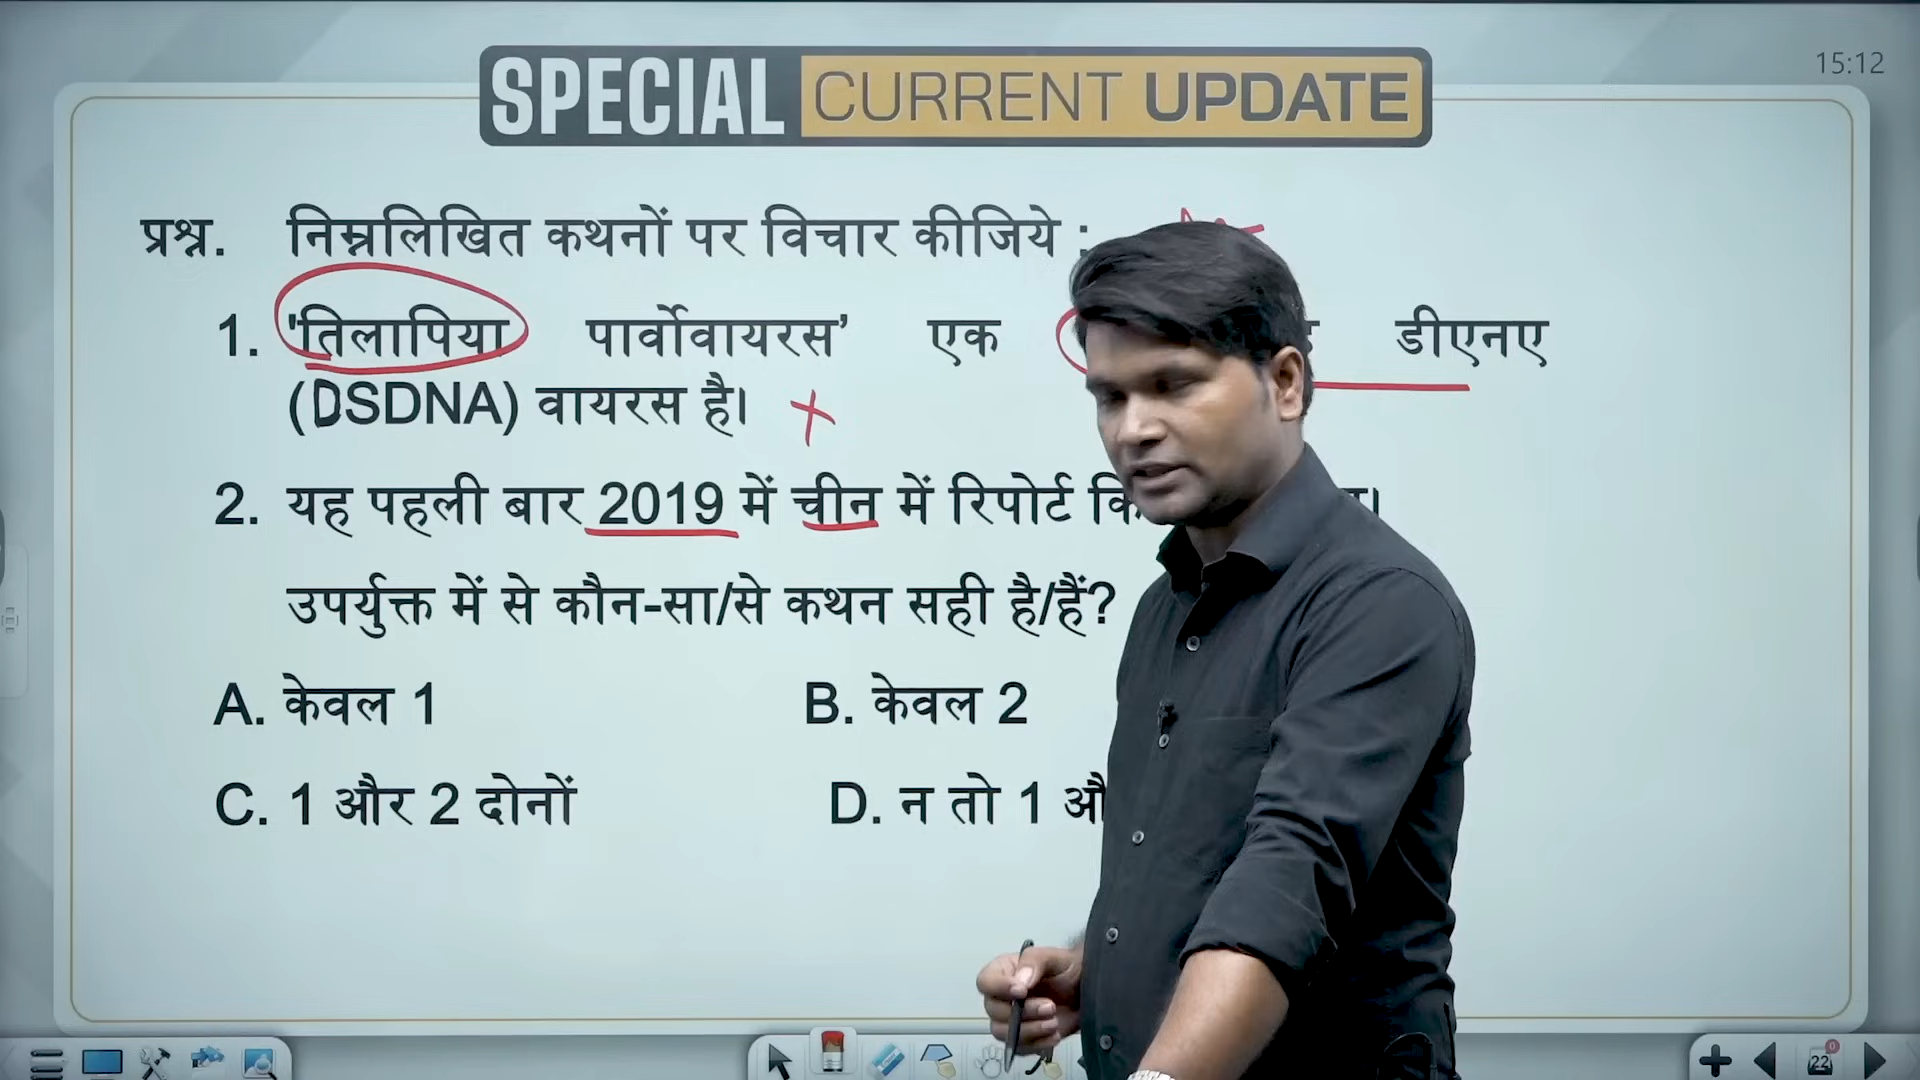 SPECIAL CURRENT UPDATE
15:12
प्रश्न. निम्नलिखित कथनों पर विचार कीजिये :
1. 'तिलापिया पार्वोवायरस' एक डीएनए
(DSDNA) वायरस है।
2. यह पहली बार 2019 में चीन में रिपोर्ट
उपर्युक्त में से कौन-सा/से कथन सही है/हैं?
A. केवल 1
B. केवल 2
C. 1 और 2 दोनों
D. न तो 1
22